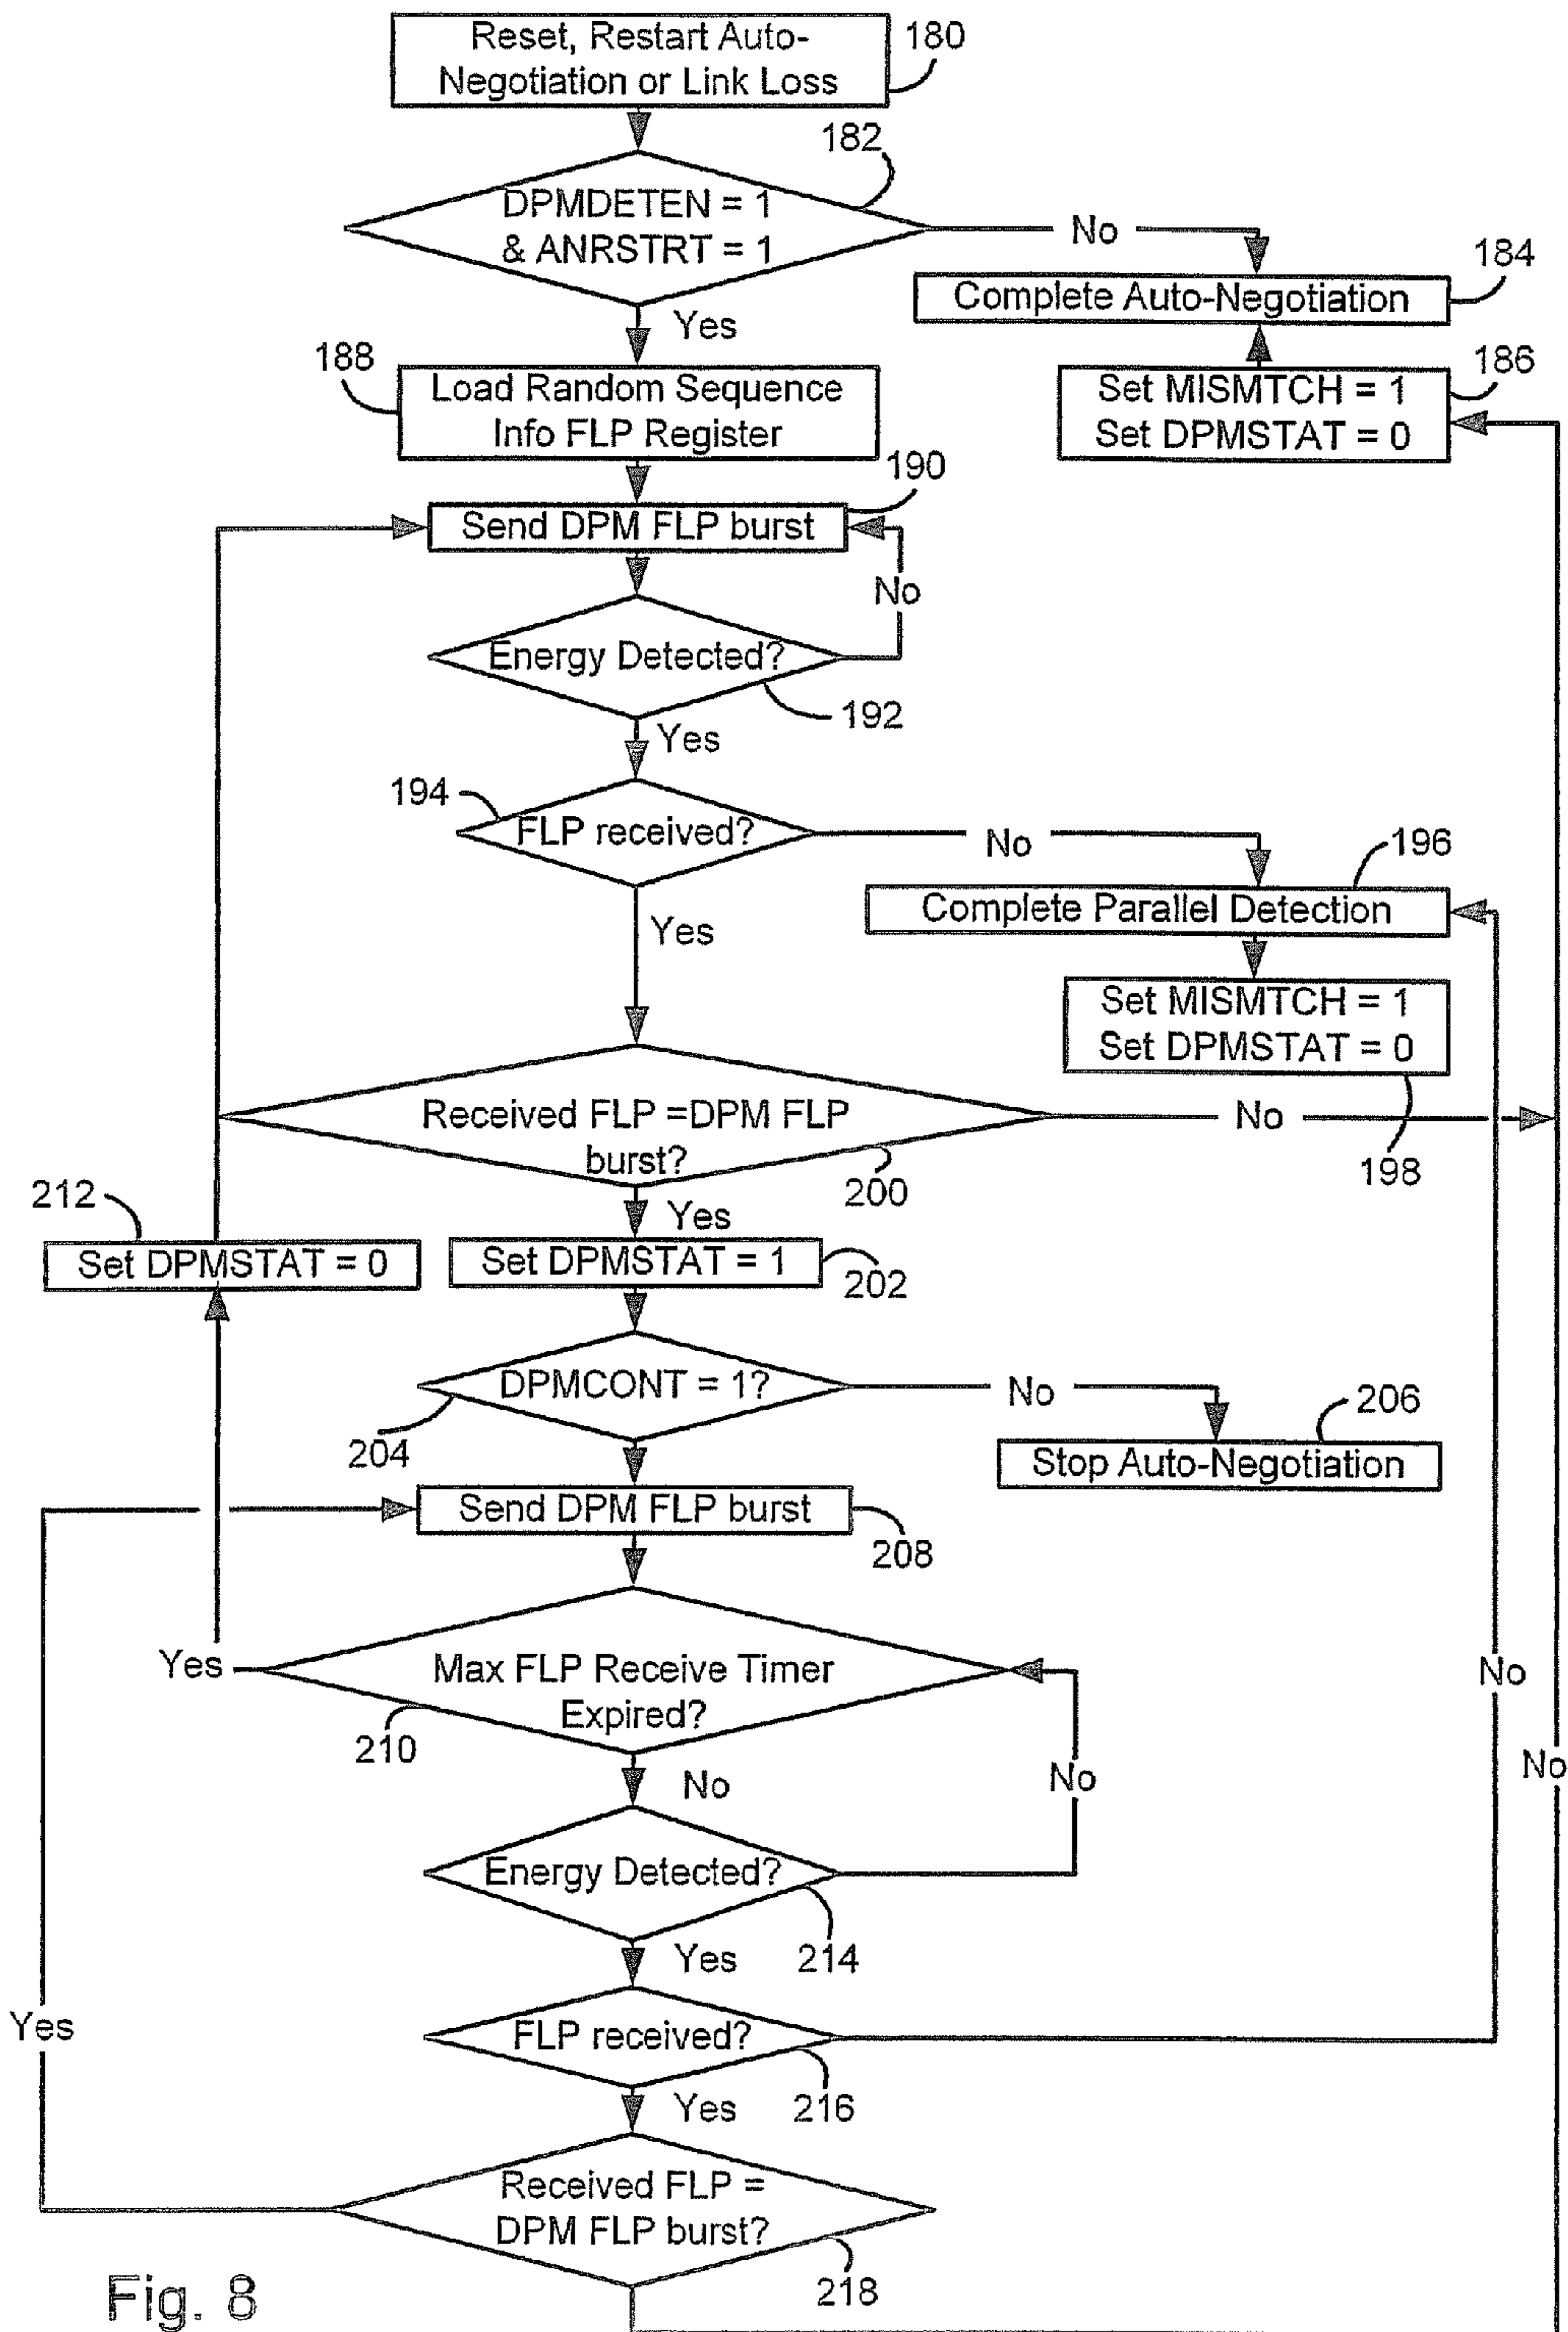 Reset, Restart Auto-
Negotiation or Link Loss
180
182
DPMDETEN = 1
& ANRSTRT = 1
No
184
Complete Auto-Negotiation
Yes
188
Load Random Sequence
Info FLP Register
186
Set MISMTCH = 1
Set DPMSTAT = 0
190
Send DPM FLP burst
No
Energy Detected?
192
Yes
194
FLP received?
No
196
Complete Parallel Detection
Yes
Set MISMTCH = 1
Set DPMSTAT = 0
198
Received FLP =DPM FLP
burst?
No
200
212
Yes
Set DPMSTAT = 0
Set DPMSTAT = 1
202
DPMCONT = 1?
No
204
206
Stop Auto-Negotiation
Send DPM FLP burst
208
Yes
Max FLP Receive Timer
Expired?
210
No
No
No
No
Energy Detected?
214
Yes
Yes
FLP received?
216
Yes
Received FLP =
DPM FLP burst?
218
Fig. 8